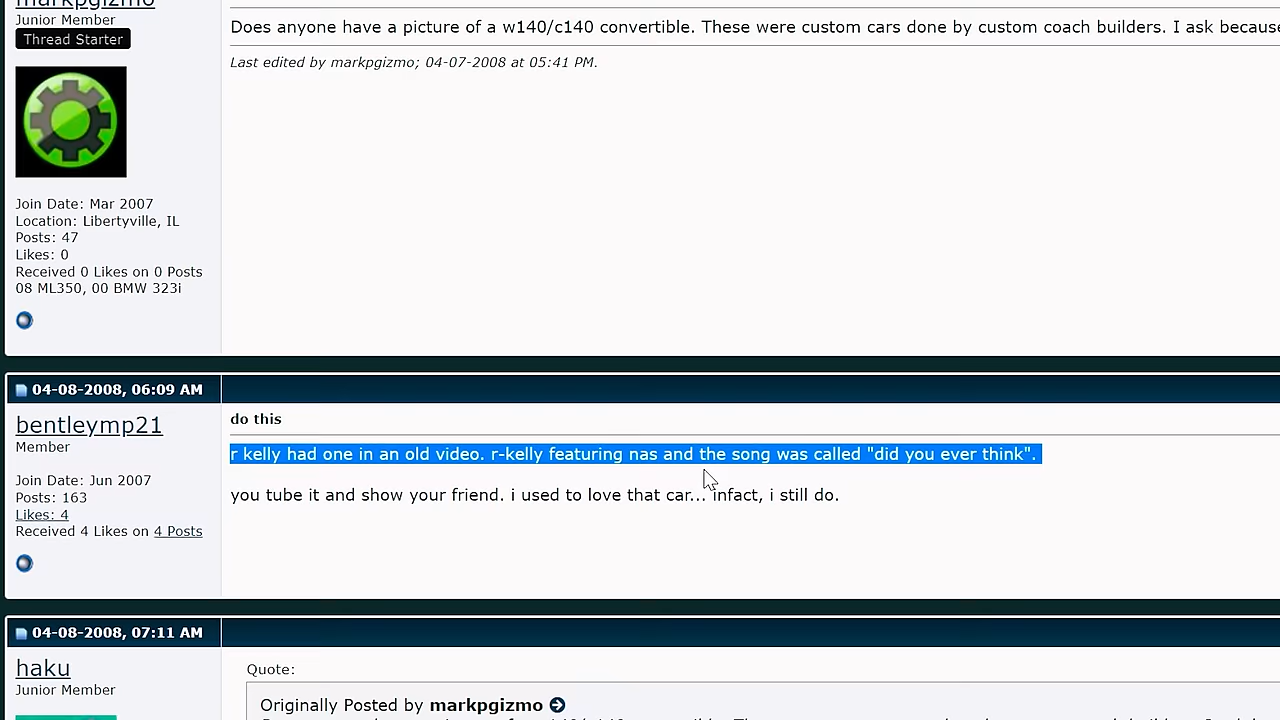 markpgizmo
Junior Member
Thread Starter
Does anyone have a picture of a w140/c140 convertible. These were custom cars done by custom coach builders. I ask because
Last edited by markpgizmo; 04-07-2008 at 05:41 PM.
Join Date: Mar 2007
Location: Libertyville, IL
Posts: 47
Likes: 0
Received 0 Likes on 0 Posts
08 ML350, 00 BMW 323i
04-08-2008, 06:09 AM
bentleymp21
Member
Join Date: Jun 2007
Posts: 163
Likes: 4
Received 4 Likes on 4 Posts
do this
r kelly had one in an old video. r-kelly featuring nas and the song was called "did you ever think".
you tube it and show your friend. i used to love that car... infact, i still do.
04-08-2008, 07:11 AM
haku
Junior Member
Quote:
Originally Posted by markpgizmo